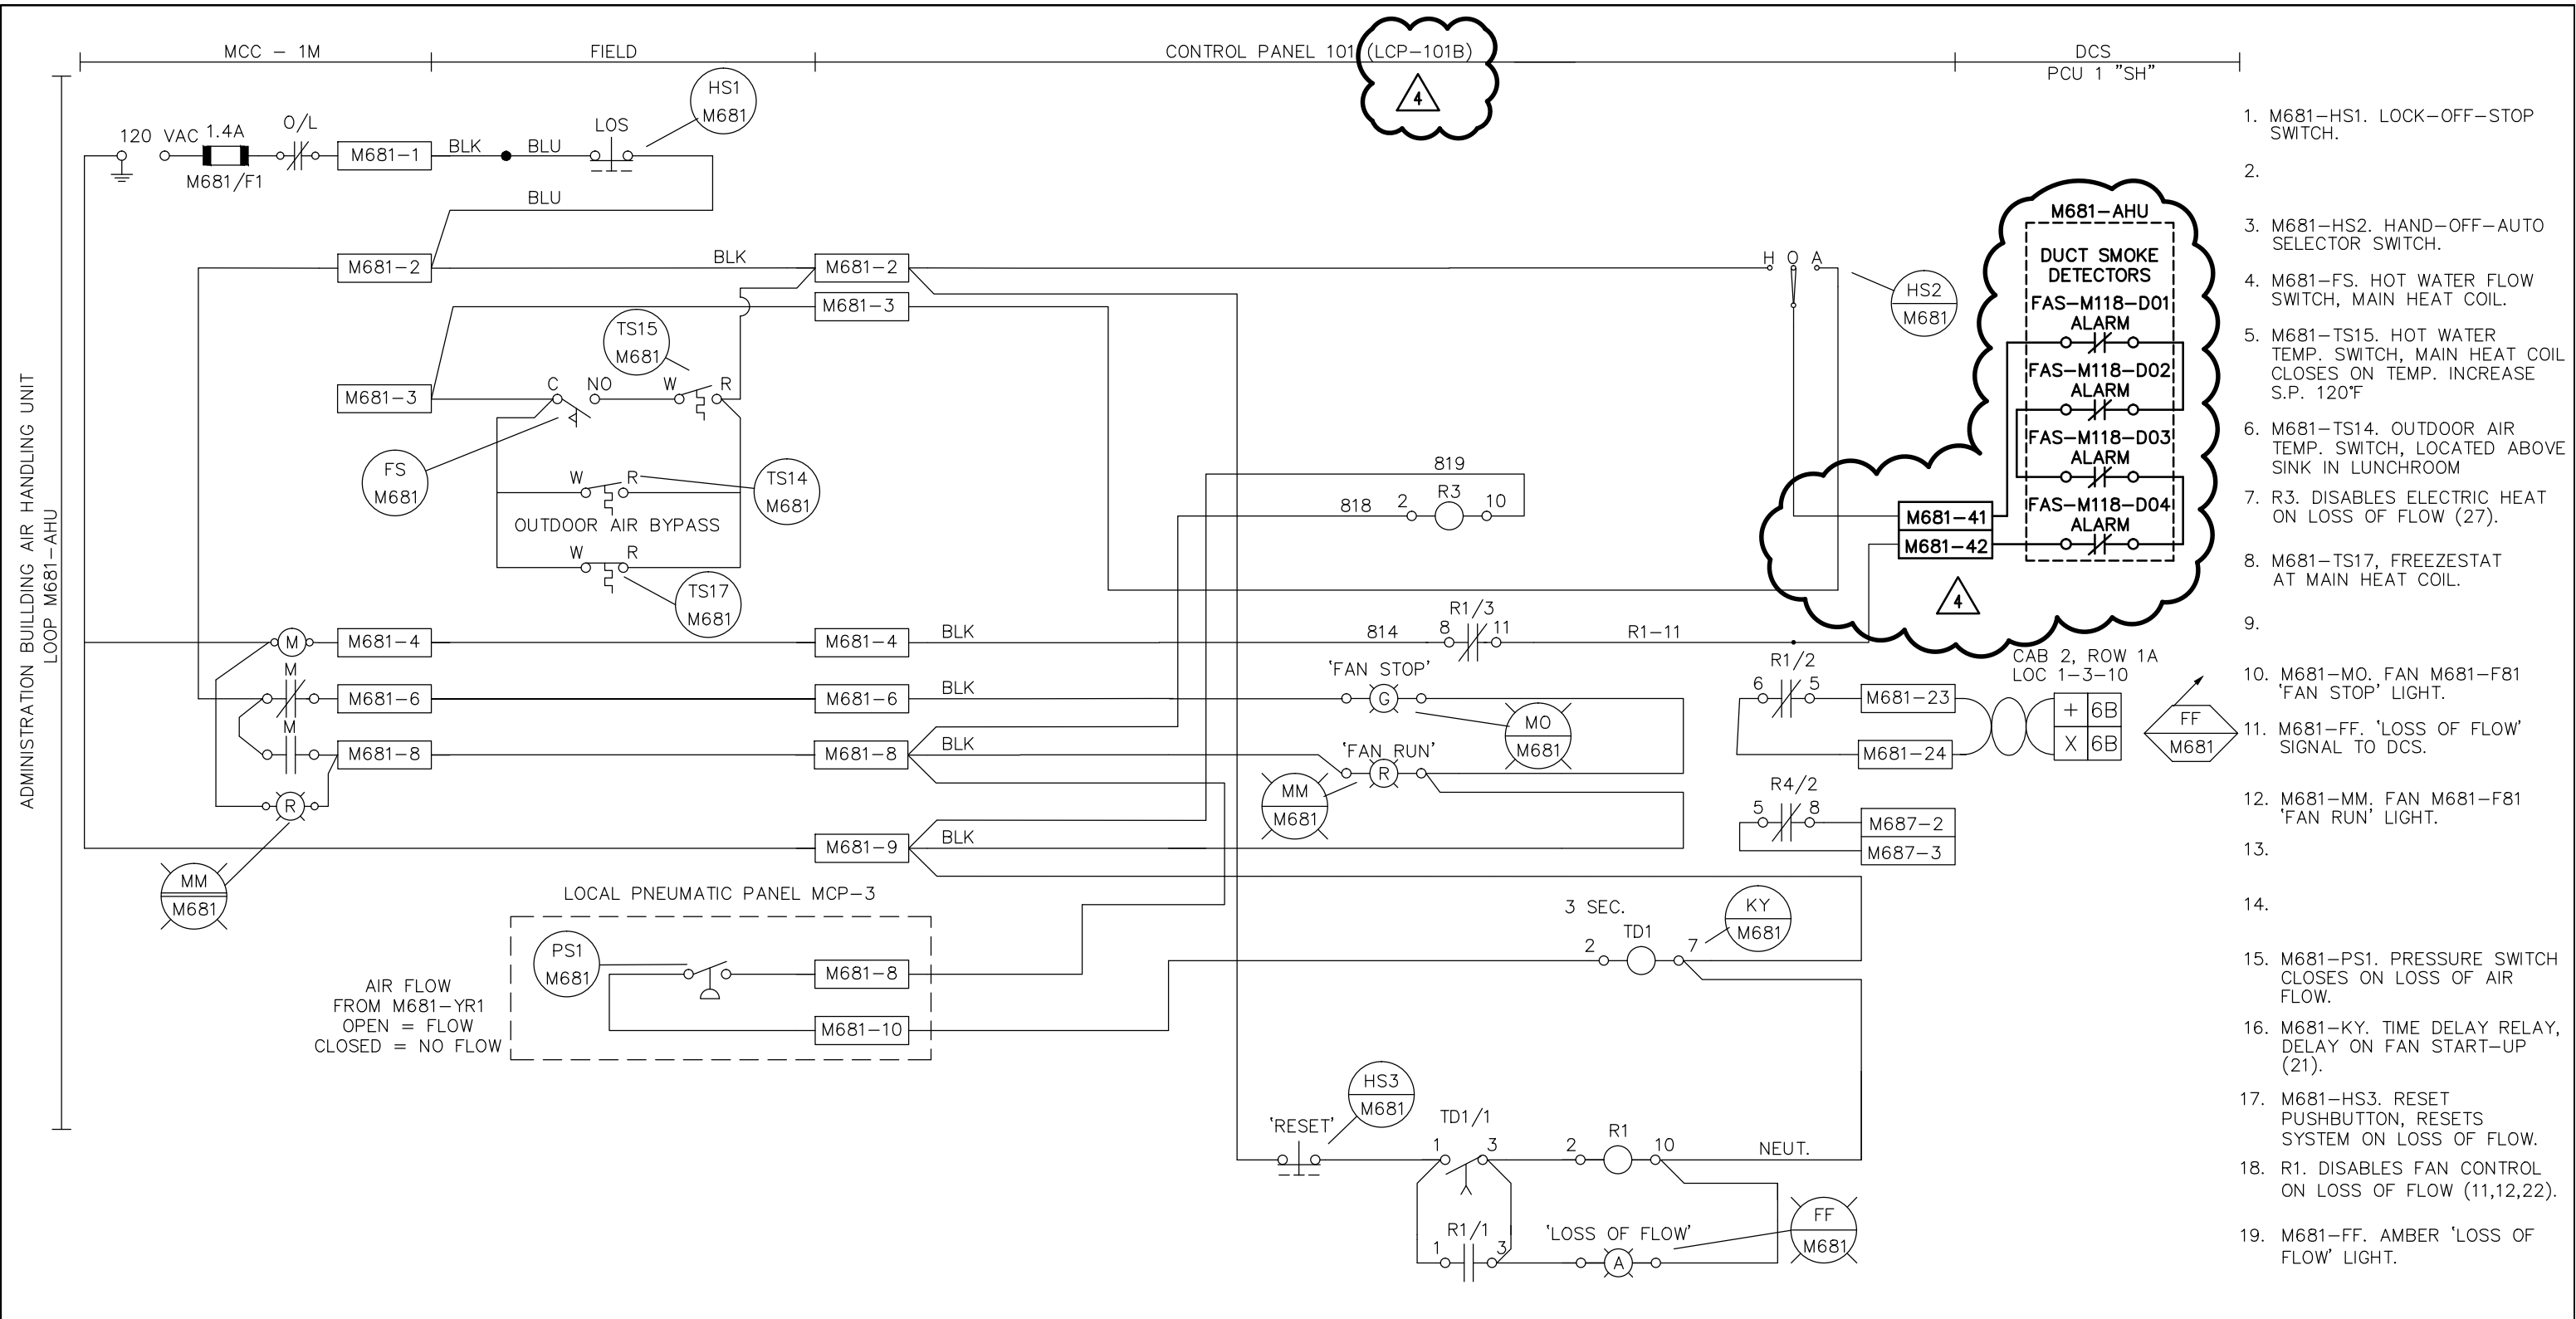 MCC - 1M
FIELD
CONTROL PANEL 101 (LCP-101B)
DCS
PCU 1 "SH"
4
ADMINISTRATION BUILLDING AIR HANDLING UNIT
LOOP M681-AHU
120 VAC
1.4A
M681/F1
O/L
M681-1
BLK
BLU
LOS
HS1
M681
BLU
M681-2
BLK
M681-2
M681-3
H O A
HS2
M681
TS15
M681
M681-3
C
NO
W
R
FS
M681
W
R
TS14
M681
OUTDOOR AIR BYPASS
W
R
TS17
M681
819
818
2
R3
10
M681-AHU
DUCT SMOKE
DETECTORS
FAS-M118-D01
ALARM
FAS-M118-D02
ALARM
FAS-M118-D03
ALARM
FAS-M118-D04
ALARM
M681-41
M681-42
4
M
M681-4
M681-4
BLK
814
R1/3
8
11
R1-11
M
M681-6
M681-6
BLK
'FAN STOP'
G
MO
M681
R1/2
6
5
M681-23
M681-24
CAB 2, ROW 1A
LOC 1-3-10
+ 6B
X 6B
FF
M681
M
M681-8
M681-8
BLK
'FAN RUN'
R
MM
M681
R4/2
5
8
M687-2
M687-3
R
MM
M681
M681-9
BLK
LOCAL PNEUMATIC PANEL MCP-3
PS1
M681
M681-8
M681-10
AIR FLOW
FROM M681-YR1
OPEN = FLOW
CLOSED = NO FLOW
3 SEC.
2
TD1
7
KY
M681
'RESET'
HS3
M681
TD1/1
1
3
2
R1
10
NEUT.
R1/1
1
3
'LOSS OF FLOW'
A
FF
M681
1. M681-HS1. LOCK-OFF-STOP
SWITCH.
2.
3. M681-HS2. HAND-OFF-AUTO
SELECTOR SWITCH.
4. M681-FS. HOT WATER FLOW
SWITCH, MAIN HEAT COIL.
5. M681-TS15. HOT WATER
TEMP. SWITCH, MAIN HEAT COIL
CLOSES ON TEMP. INCREASE
S.P. 120°F
6. M681-TS14. OUTDOOR AIR
TEMP. SWITCH, LOCATED ABOVE
SINK IN LUNCHROOM
7. R3. DISABLES ELECTRIC HEAT
ON LOSS OF FLOW (27).
8. M681-TS17, FREEZESTAT
AT MAIN HEAT COIL.
9.
10. M681-MO. FAN M681-F81
'FAN STOP' LIGHT.
11. M681-FF. 'LOSS OF FLOW'
SIGNAL TO DCS.
12. M681-MM. FAN M681-F81
'FAN RUN' LIGHT.
13.
14.
15. M681-PS1. PRESSURE SWITCH
CLOSES ON LOSS OF AIR
FLOW.
16. M681-KY. TIME DELAY RELAY,
DELAY ON FAN START-UP
(21).
17. M681-HS3. RESET
PUSHBUTTON, RESETS
SYSTEM ON LOSS OF FLOW.
18. R1. DISABLES FAN CONTROL
ON LOSS OF FLOW (11,12,22).
19. M681-FF. AMBER 'LOSS OF
FLOW' LIGHT.